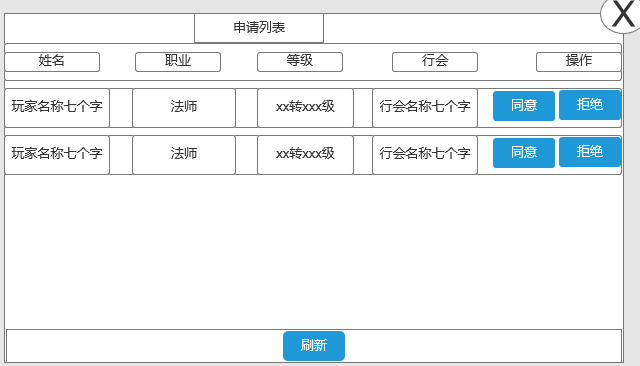 申请列表
X
姓名 职业 等级 行会 操作
玩家名称七个字 法师 xx转xxx级 行会名称七个字 同意 拒绝
玩家名称七个字 法师 xx转xxx级 行会名称七个字 同意 拒绝
刷新